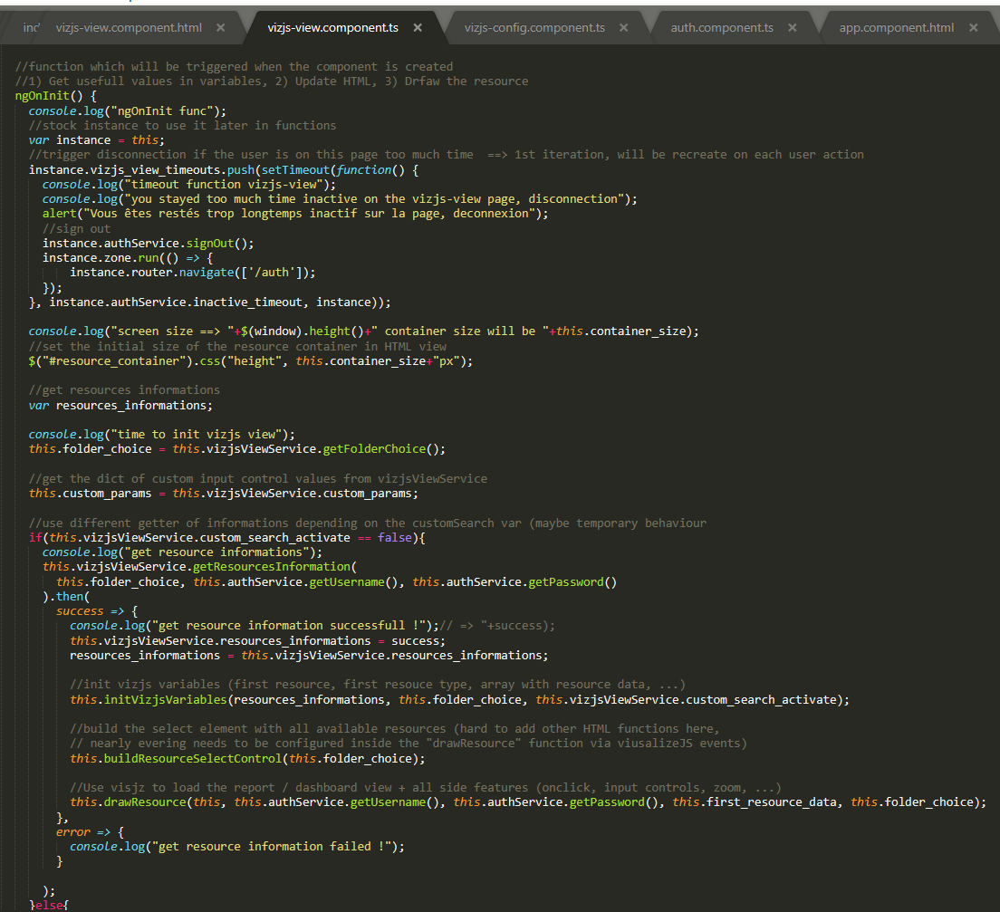 inc vizjs-view.component.html × vizjs-view.component.ts × vizjs-config.component.ts × auth.component.ts × app.component.html ×
//function which will be triggered when the component is created
//1) Get usefull values in variables, 2) Update HTML, 3) Drfaw the resource
ngOnInit() {
console.log("ngOnInit func");
//stock instance to use it later in functions
var instance = this;
//trigger disconnection if the user is on this page too much time ==> 1st iteration, will be recreate on each user action
instance.vizjs_view_timeouts.push(setTimeout(function() {
console.log("timeout function vizjs-view");
console.log("you stayed too much time inactive on the vizjs-view page, disconnection");
alert("Vous êtes restés trop longtemps inactif sur la page, deconnexion");
//sign out
instance.authService.signOut();
instance.zone.run(() => {
instance.router.navigate(['/auth']);
});
}, instance.authService.inactive_timeout, instance));
console.log("screen size ==> "+$(window).height()+" container size will be "+this.container_size);
//set the initial size of the resource container in HTML view
$("#resource_container").css("height", this.container_size+"px");
//get resources informations
var resources_informations;
console.log("time to init vizjs view");
this.folder_choice = this.vizjsViewService.getFolderChoice();
//get the dict of custom input control values from vizjsViewService
this.custom_params = this.vizjsViewService.custom_params;
//use different getter of informations depending on the customSearch var (maybe temporary behaviour
if(this.vizjsViewService.custom_search_activate == false){
console.log("get resource informations");
this.vizjsViewService.getResourcesInformation(
this.folder_choice, this.authService.getUsername(), this.authService.getPassword()
).then(
success => {
console.log("get resource information successfull !");// => "+success);
this.vizjsViewService.resources_informations = success;
resources_informations = this.vizjsViewService.resources_informations;
//init vizjs variables (first resource, first resouce type, array with resource data, ...)
this.initVizjsVariables(resources_informations, this.folder_choice, this.vizjsViewService.custom_search_activate);
//build the select element with all available resources (hard to add other HTML functions here,
// nearly evering needs to be configured inside the "drawResource" function via viusalizeJS events)
this.buildResourceSelectControl(this.folder_choice);
//Use visjz to load the report / dashboard view + all side features (onclick, input controls, zoom, ...)
this.drawResource(this, this.authService.getUsername(), this.authService.getPassword(), this.first_resource_data, this.folder_choice);
},
error => {
console.log("get resource information failed !");
}
);
}else{